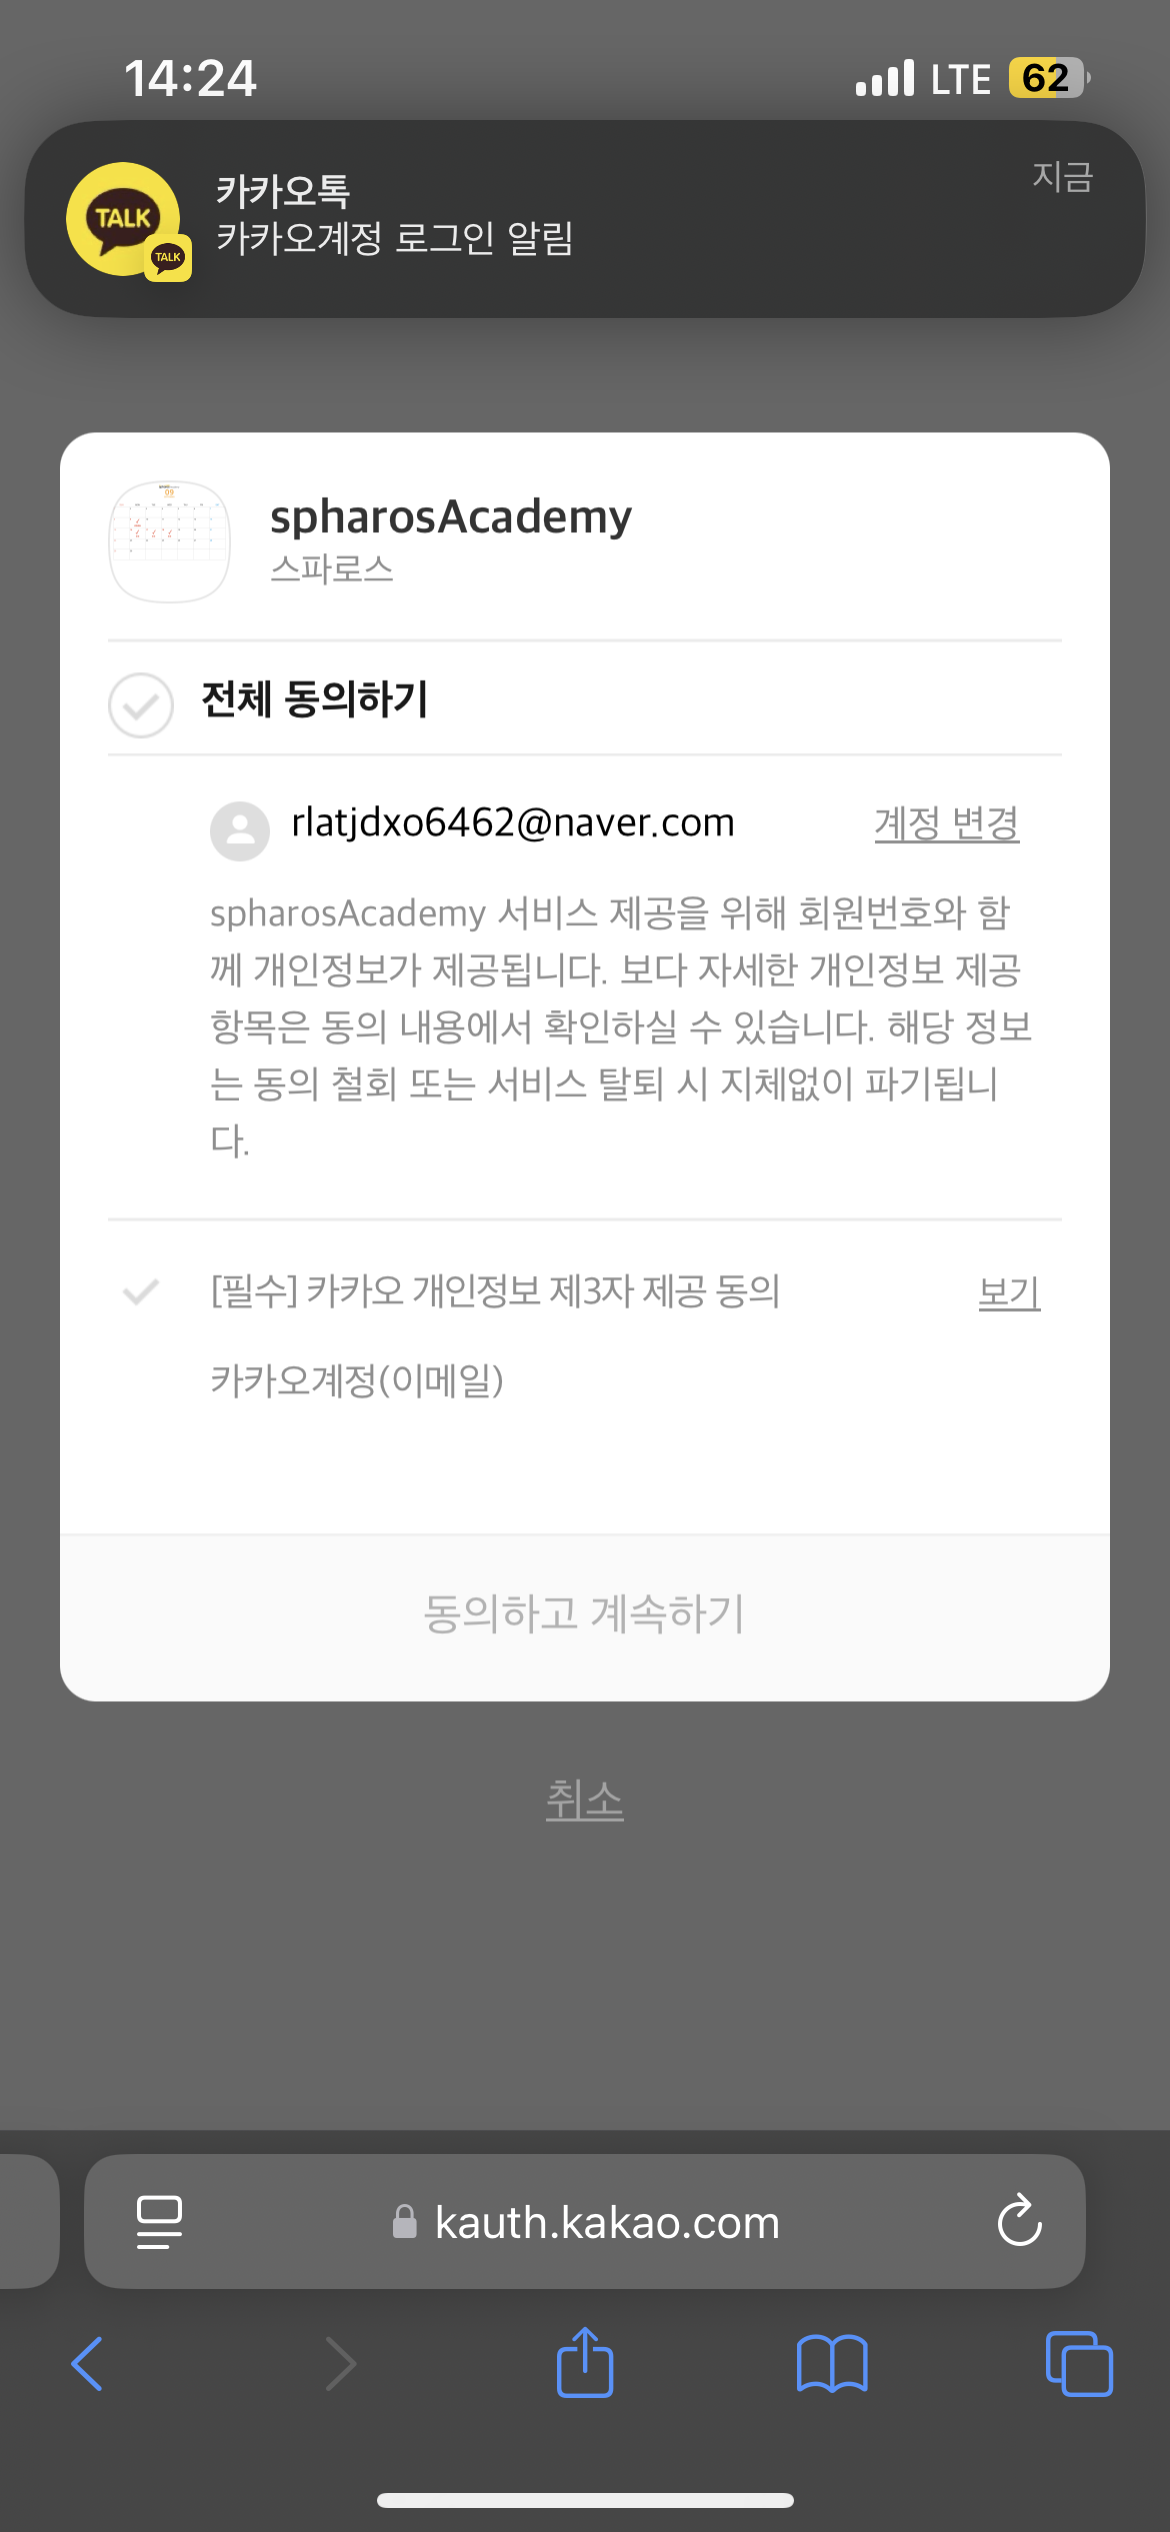 14:24
LTE 62
카카오톡
지금
카카오계정 로그인 알림
TALK
TALK
09
spharosAcademy
스파로스
전체 동의하기
rlatjdxo6462@naver.com
계정 변경
spharosAcademy 서비스 제공을 위해 회원번호와 함
께 개인정보가 제공됩니다. 보다 자세한 개인정보 제공
항목은 동의 내용에서 확인하실 수 있습니다. 해당 정보
는 동의 철회 또는 서비스 탈퇴 시 지체없이 파기됩니
다.
[필수] 카카오 개인정보 제3자 제공 동의
보기
카카오계정(이메일)
동의하고 계속하기
취소
kauth.kakao.com